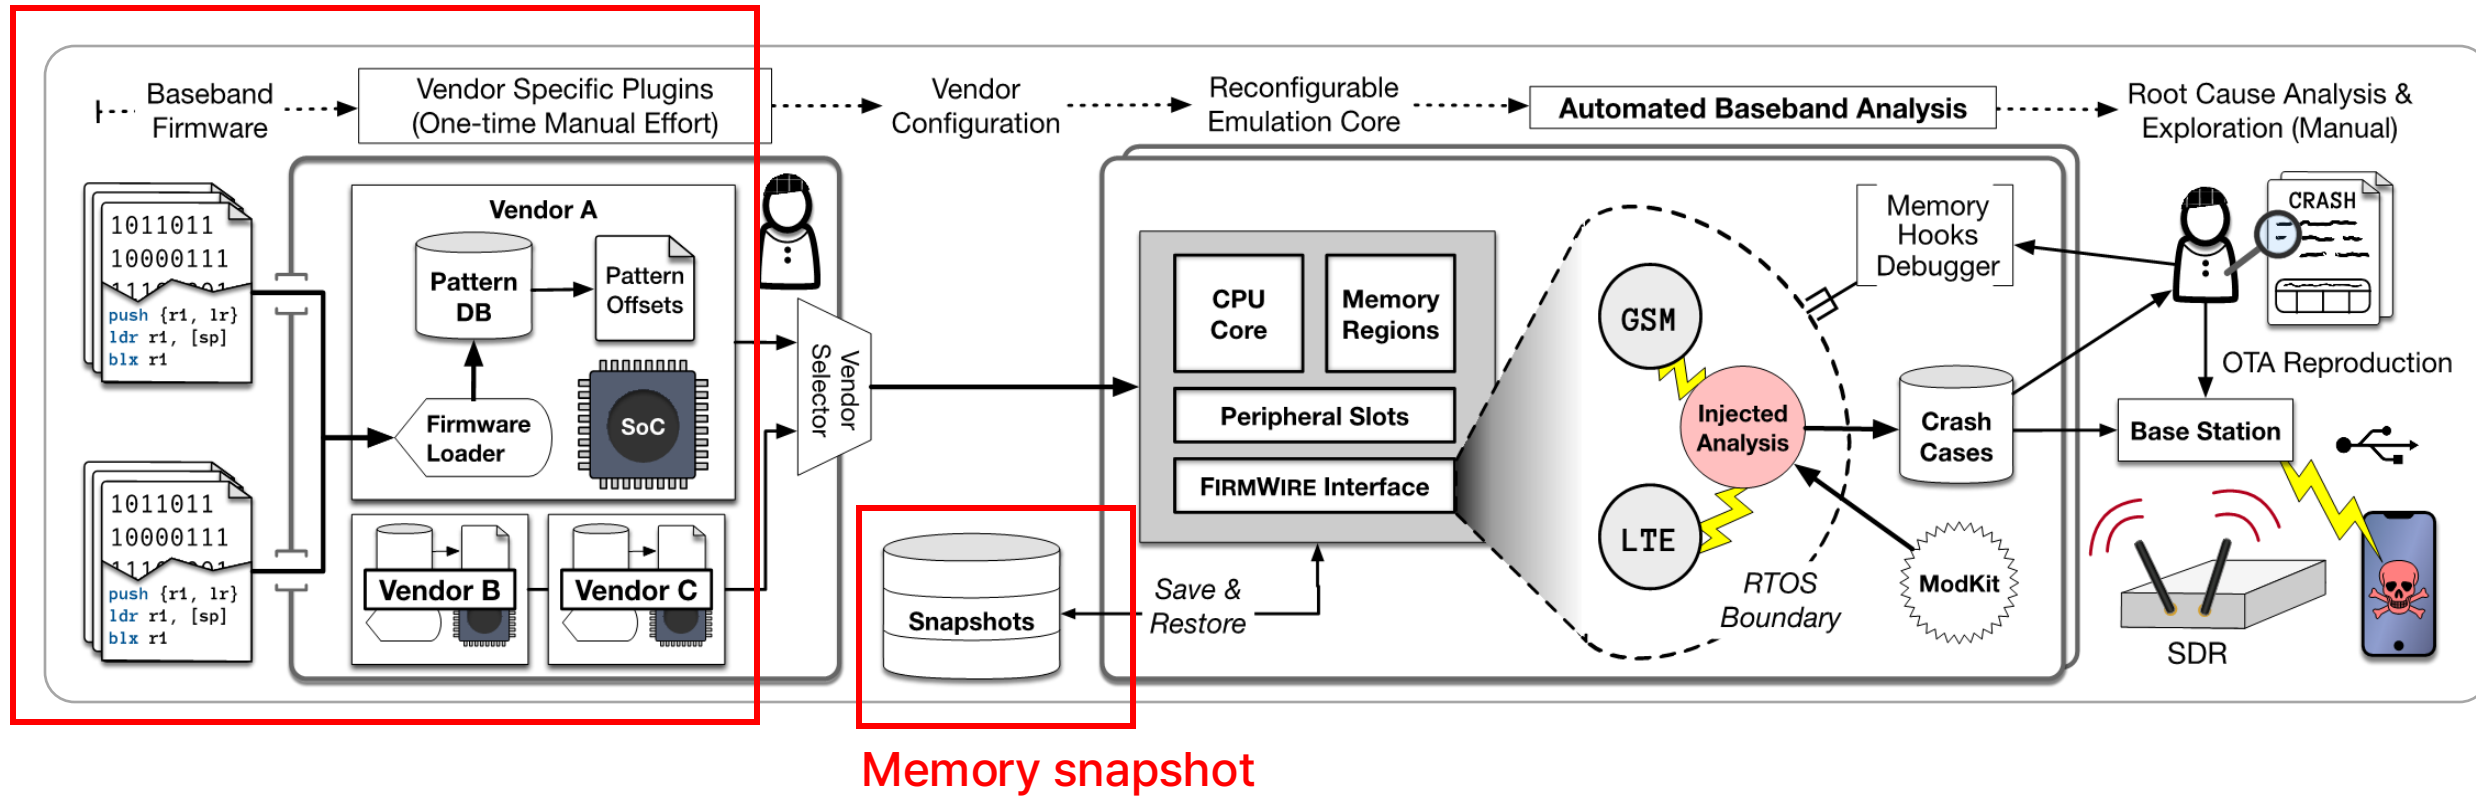 Baseband
Firmware
Vendor Specific Plugins
(One-time Manual Effort)
Vendor
Configuration
Reconfigurable
Emulation Core
Automated Baseband Analysis
Root Cause Analysis &
Exploration (Manual)
1011011
10000111
push {r1, lr}
ldr r1, [sp]
blx r1
1011011
10000111
push {r1, lr}
ldr r1, [sp]
blx r1
Vendor A
Pattern
DB
Pattern
Offsets
Firmware
Loader
SoC
Vendor B
Vendor C
Vendor
Selector
Snapshots
Save &
Restore
CPU
Core
Memory
Regions
Peripheral Slots
FIRMWIRE Interface
GSM
LTE
Injected
Analysis
RTOS
Boundary
ModKit
Memory
Hooks
Debugger
Crash
Cases
CRASH
OTA Reproduction
Base Station
SDR
Memory snapshot